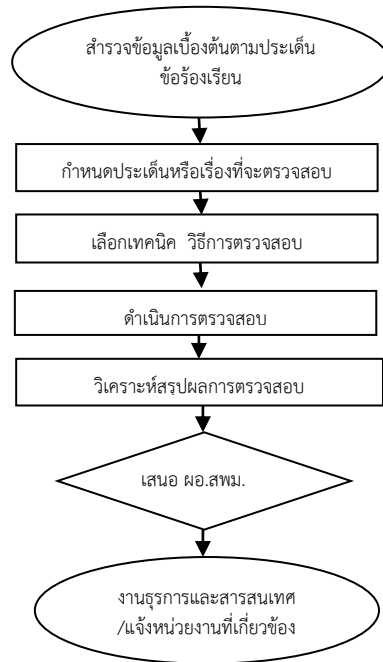 สำรวจข้อมูลเบื้องต้นตามประเด็น
ข้อร้องเรียน
กำหนดประเด็นหรือเรื่องที่จะตรวจสอบ
เลือกเทคนิค วิธีการตรวจสอบ
ดำเนินการตรวจสอบ
วิเคราะห์สรุปผลการตรวจสอบ
เสนอ ผอ.สพม.
งานธุรการและสารสนเทศ
/แจ้งหน่วยงานที่เกี่ยวข้อง